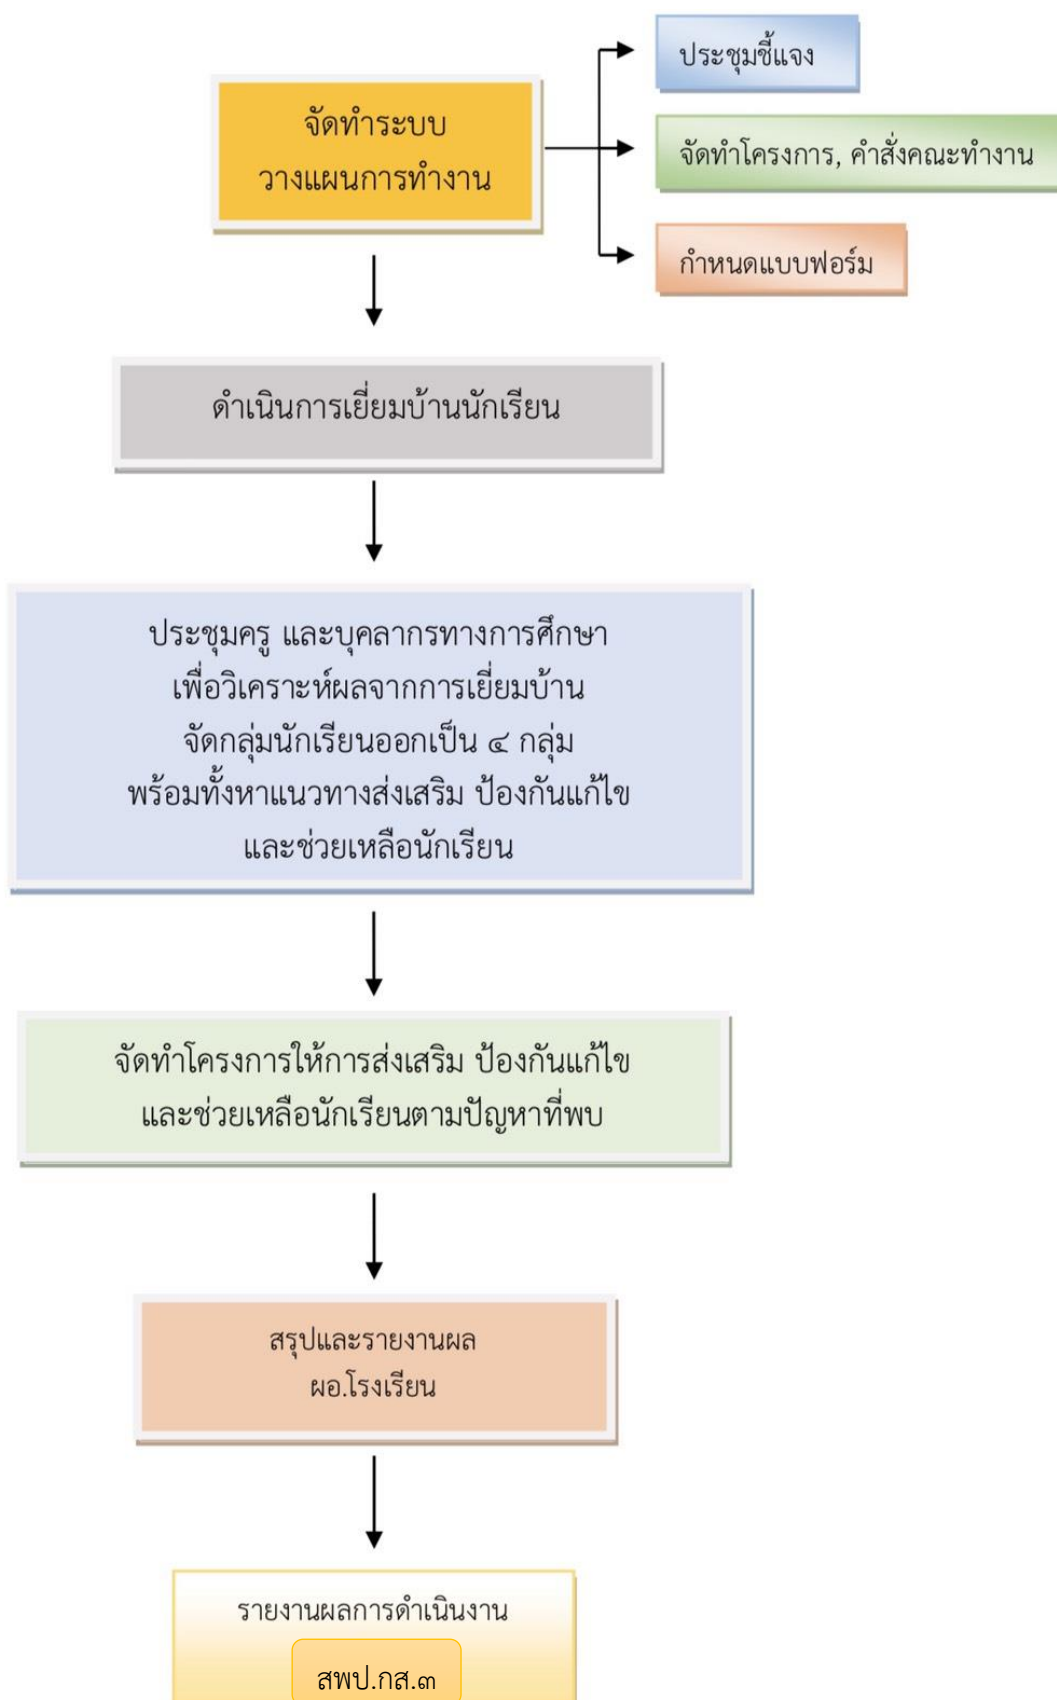 จัดทำระบบ
วางแผนการทำงาน
ประชุมชี้แจง
จัดทำโครงการ, คำสั่งคณะทำงาน
กำหนดแบบฟอร์ม
ดำเนินการเยี่ยมบ้านนักเรียน
ประชุมครู และบุคลากรทางการศึกษา
เพื่อวิเคราะห์ผลจากการเยี่ยมบ้าน
จัดกลุ่มนักเรียนออกเป็น ๔ กลุ่ม
พร้อมทั้งหาแนวทางส่งเสริม ป้องกันแก้ไข
และช่วยเหลือนักเรียน
จัดทำโครงการให้การส่งเสริม ป้องกันแก้ไข
และช่วยเหลือนักเรียนตามปัญหาที่พบ
สรุปและรายงานผล
ผอ.โรงเรียน
รายงานผลการดำเนินงาน
สพป.กส.๓